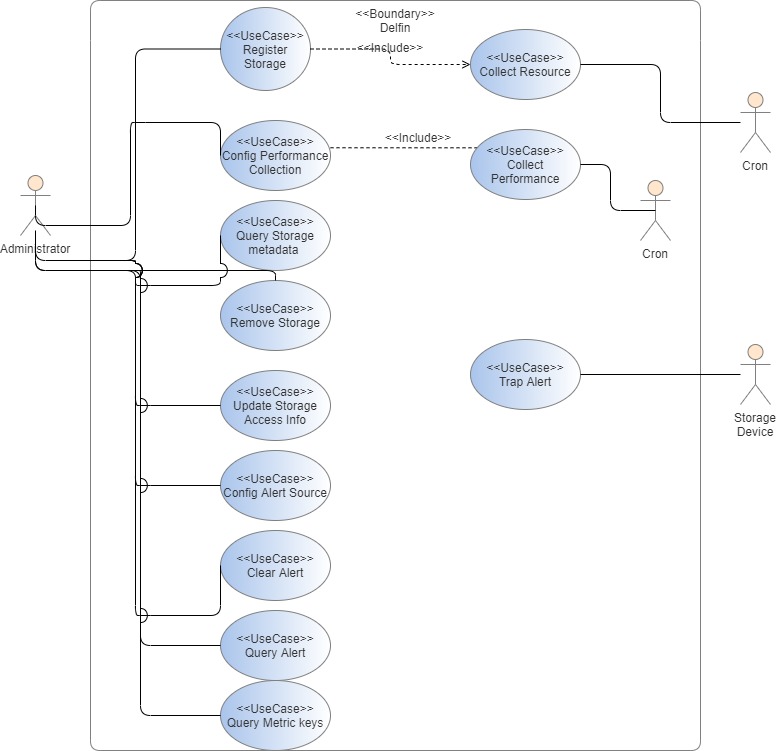 <<Boundary>>
Delfin
<<UseCase>>
Register
Storage
<<Include>>
<<UseCase>>
Collect Resource
<<UseCase>>
Config Performance
Collection
<<Include>>
<<UseCase>>
Collect
Performance
Cron
Cron
Administrator
<<UseCase>>
Query Storage
metadata
<<UseCase>>
Remove Storage
<<UseCase>>
Trap Alert
Storage
Device
<<UseCase>>
Update Storage
Access Info
<<UseCase>>
Config Alert Source
<<UseCase>>
Clear Alert
<<UseCase>>
Query Alert
<<UseCase>>
Query Metric keys